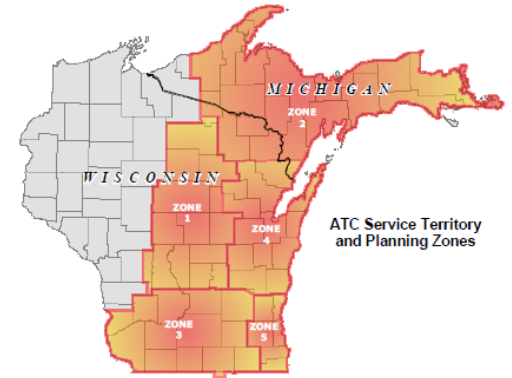 MICHIGAN
ZONE
2
WISCONSIN
ZONE
1
ZONE
4
ATC Service Territory
and Planning Zones
ZONE
3
ZONE
5